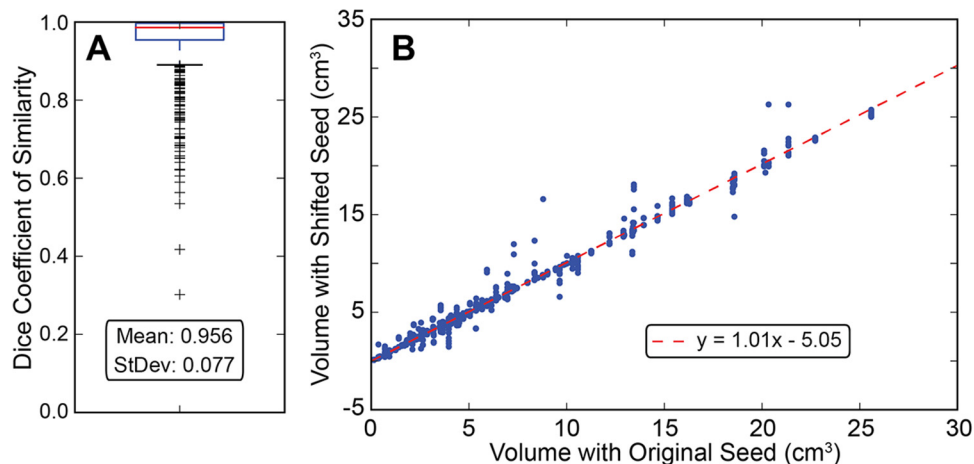 A
1.0
0.8
0.6
0.4
0.2
0.0
Dice Coefficient of Similarity
Mean: 0.956
StDev: 0.077
B
35
25
15
5
-5
Volume with Shifted Seed (cm³)
y = 1.01x - 5.05
0 5 10 15 20 25 30
Volume with Original Seed (cm³)